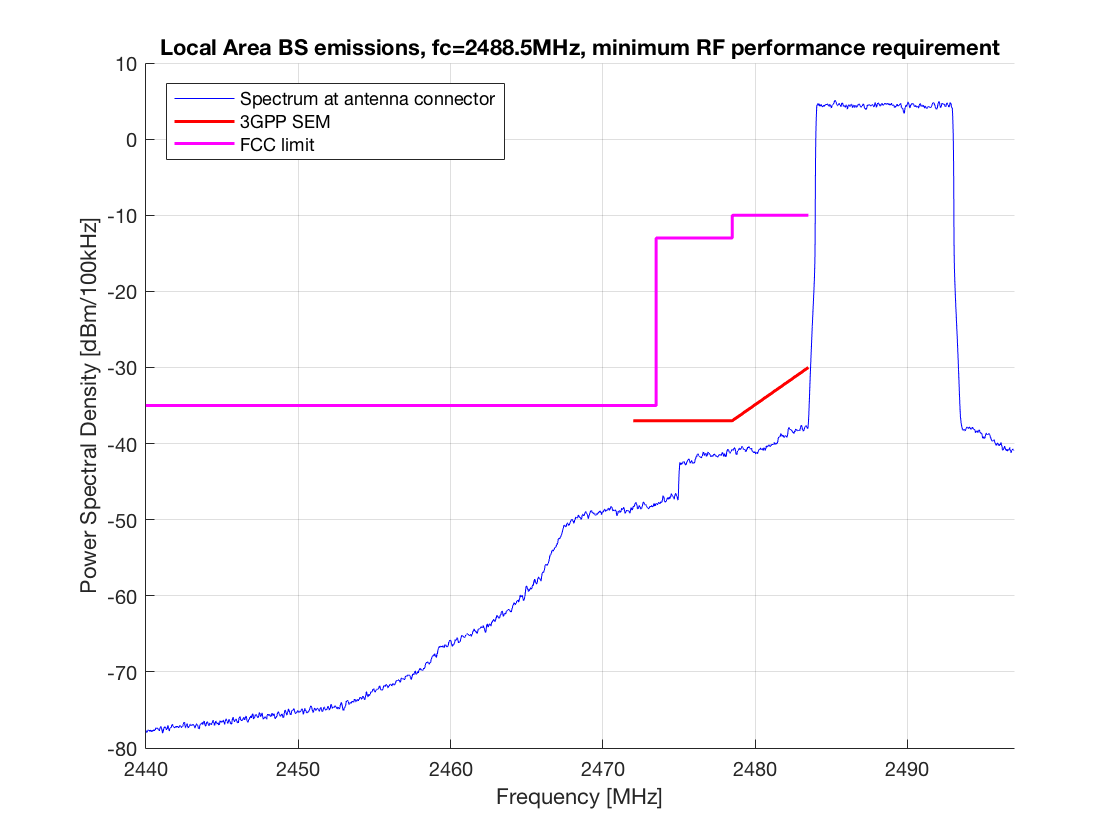 Local Area BS emissions, fc=2488.5MHz, minimum RF performance requirement
10
Spectrum at antenna connector
3GPP SEM
FCC limit
0
-10
-20
-30
-40
-50
-60
-70
-80
Power Spectral Density [dBm/100kHz]
2440 2450 2460 2470 2480 2490
Frequency [MHz]